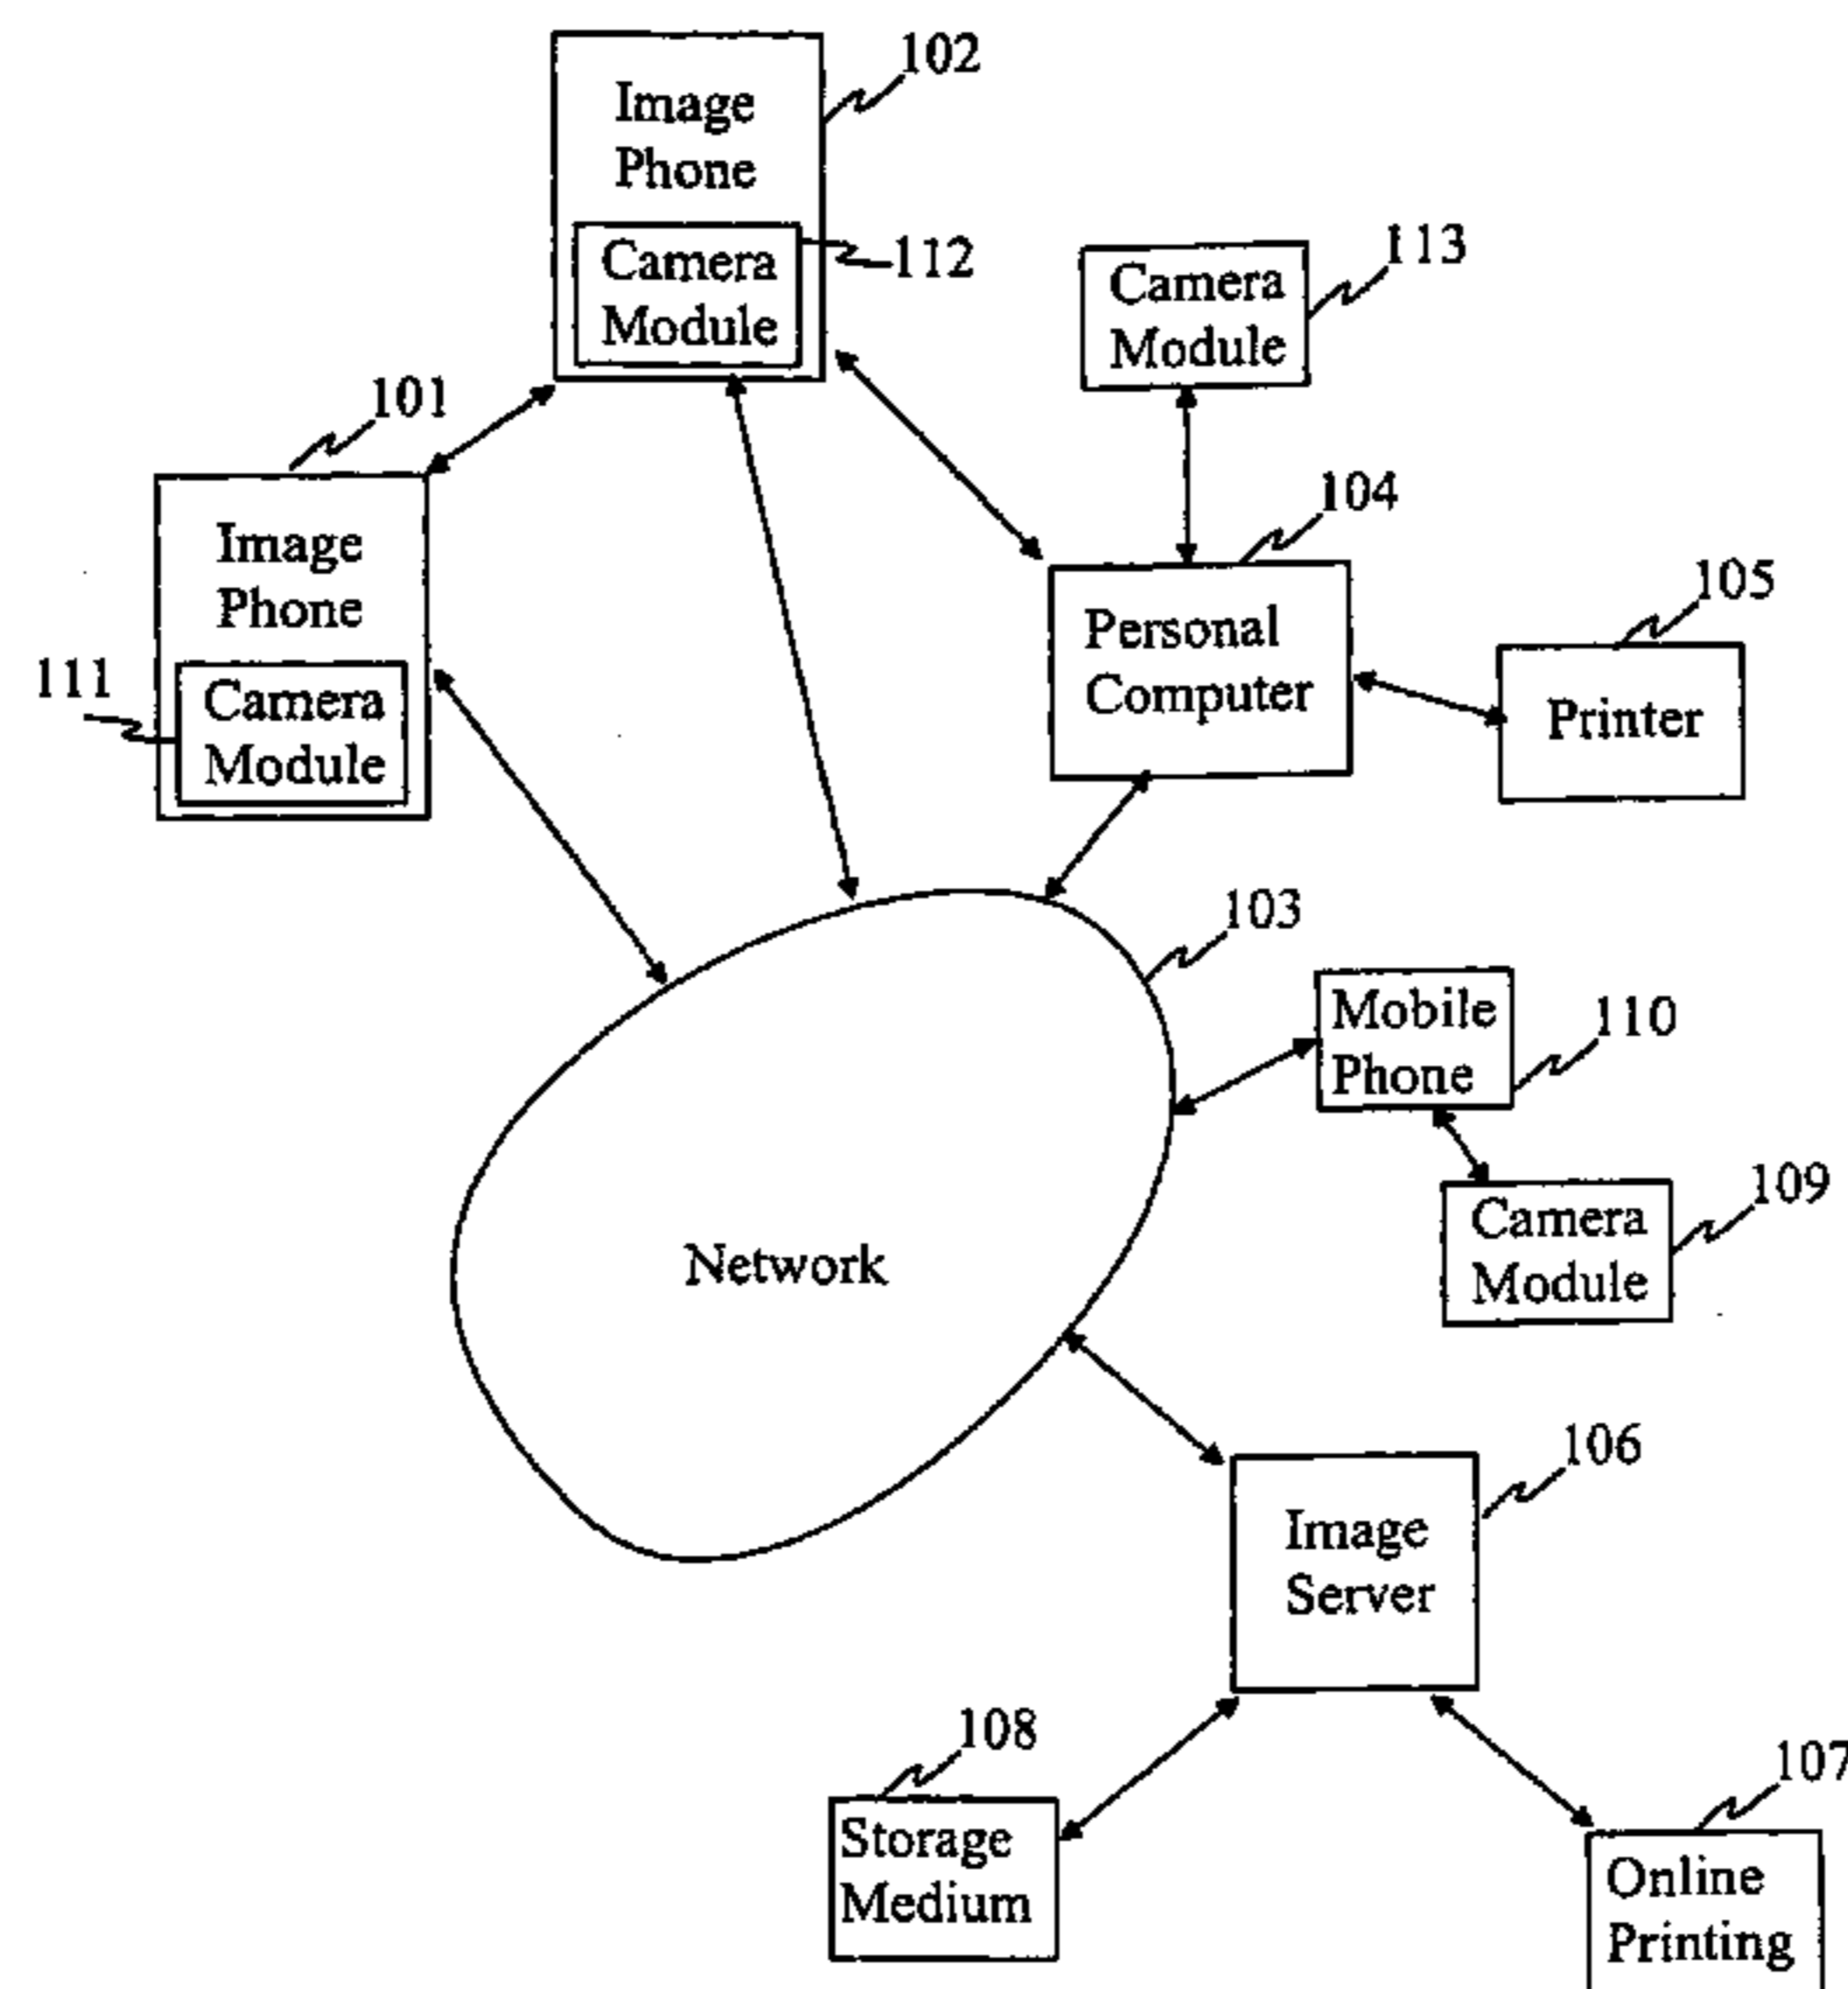 102
Image
Phone
Camera
Module
112
113
Camera
Module
101
Image
Phone
111
Camera
Module
104
Personal
Computer
105
Printer
103
Network
Mobile
Phone
110
109
Camera
Module
106
Image
Server
108
Storage
Medium
107
Online
Printing